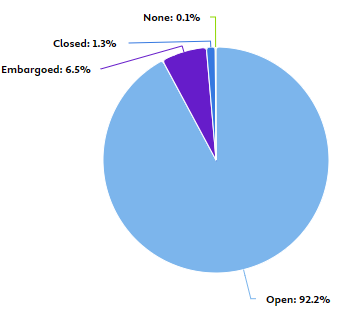 None: 0.1%
Closed: 1.3%
Embargoed: 6.5%
Open: 92.2%